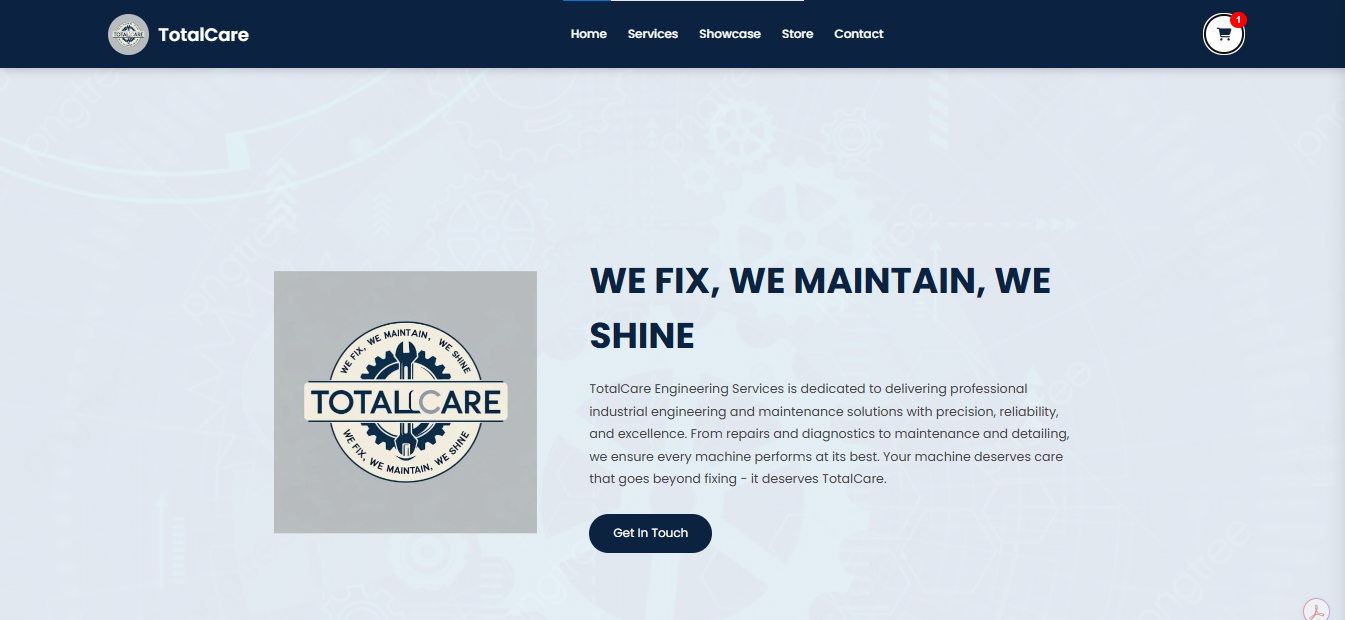 TotalCare
Home Services Showcase Store Contact
1
WE FIX, WE MAINTAIN, WE
SHINE
WE FIX, WE MAINTAIN, WE SHINE
TOTALLCARE
WE FIX, WE MAINTAIN, WE SHNE
TotalCare Engineering Services is dedicated to delivering professional
industrial engineering and maintenance solutions with precision, reliability,
and excellence. From repairs and diagnostics to maintenance and detailing,
we ensure every machine performs at its best. Your machine deserves care
that goes beyond fixing - it deserves TotalCare.
Get In Touch
pngtree